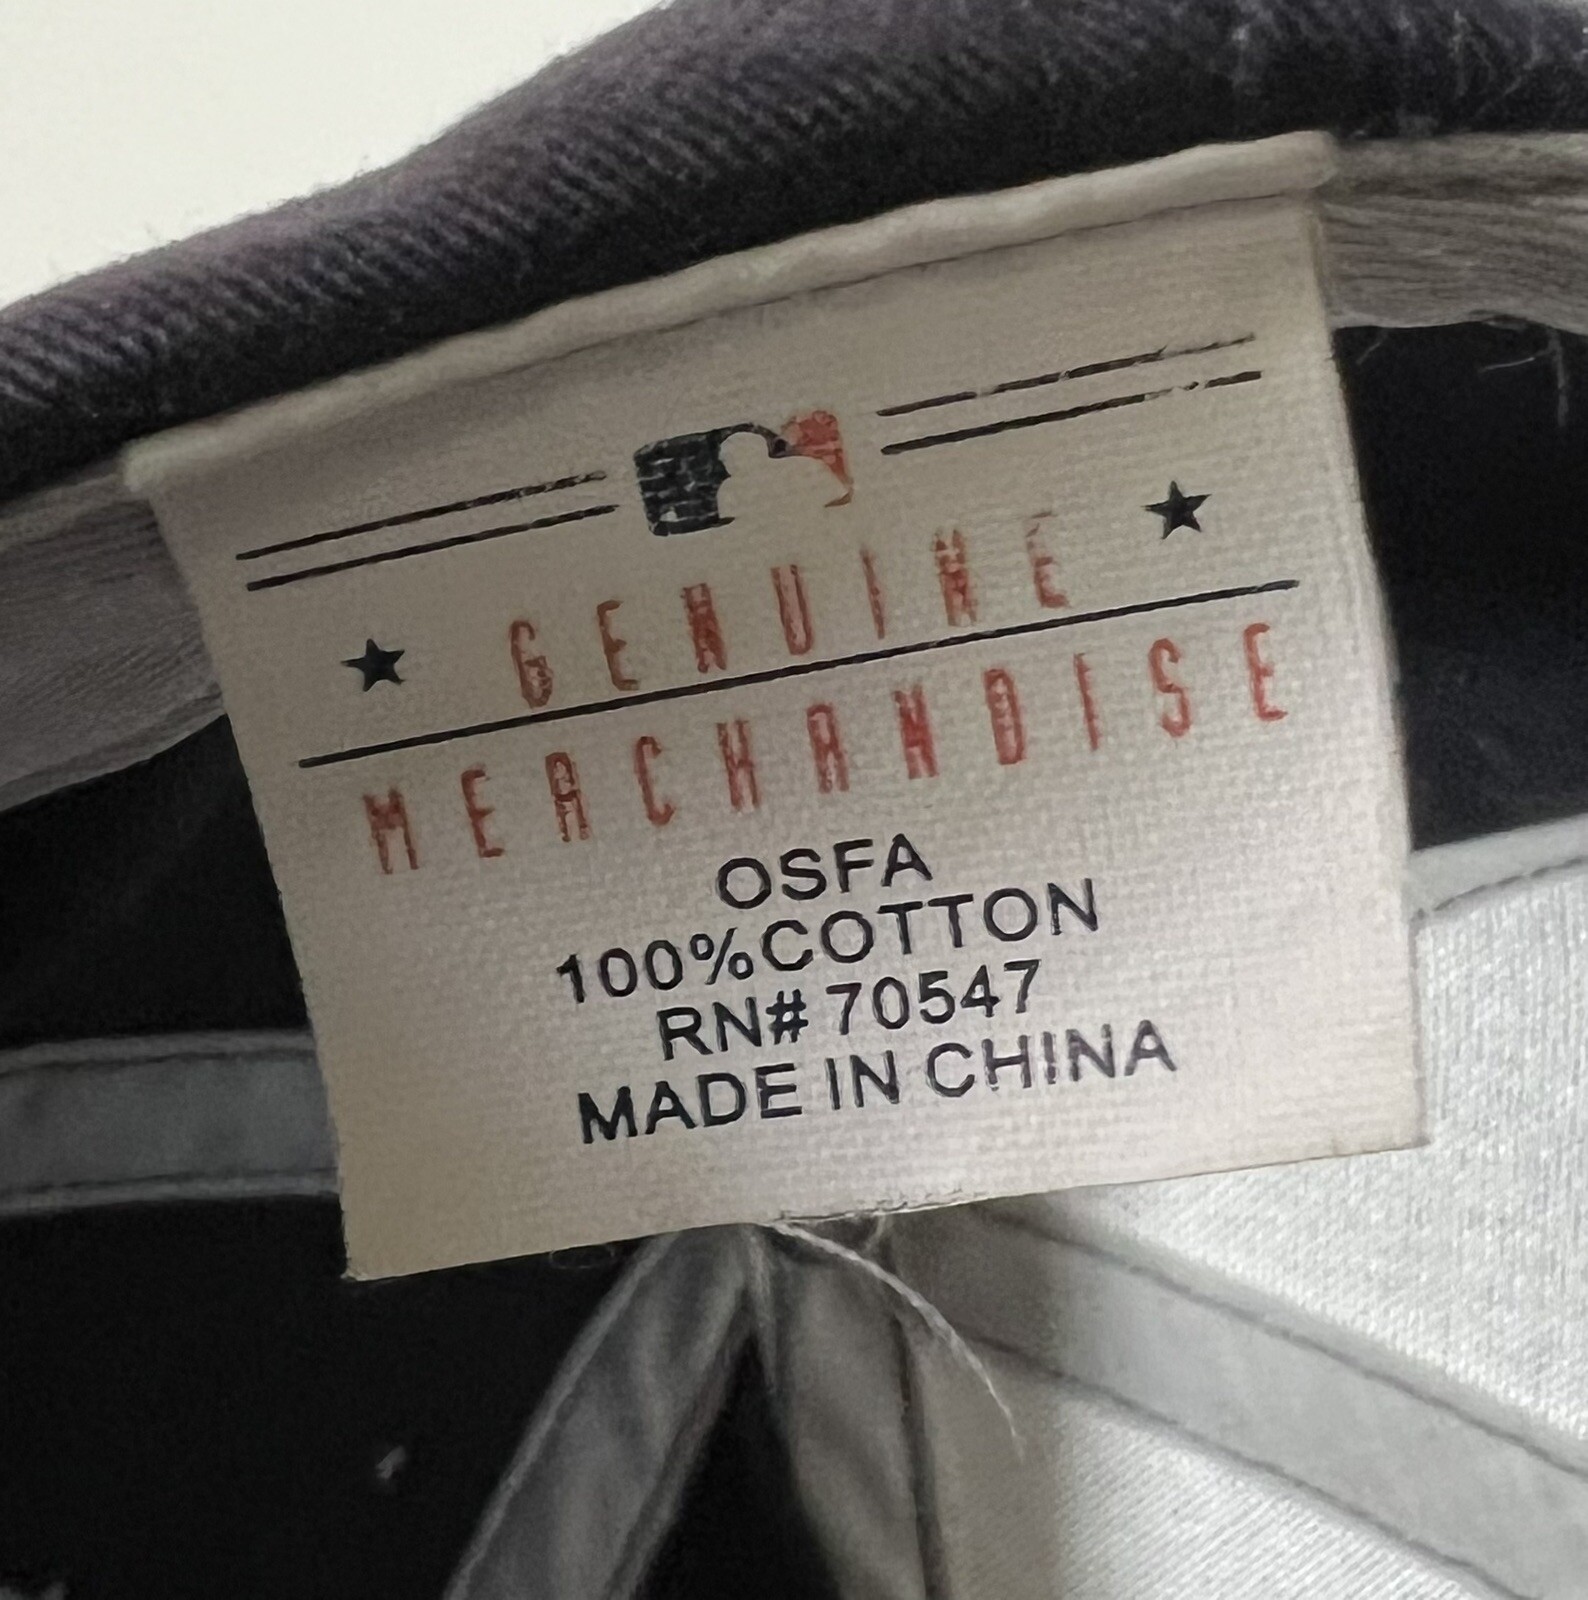 GENUINE
MERCHANDISE
OSFA
100%COTTON
RN# 70547
MADE IN CHINA